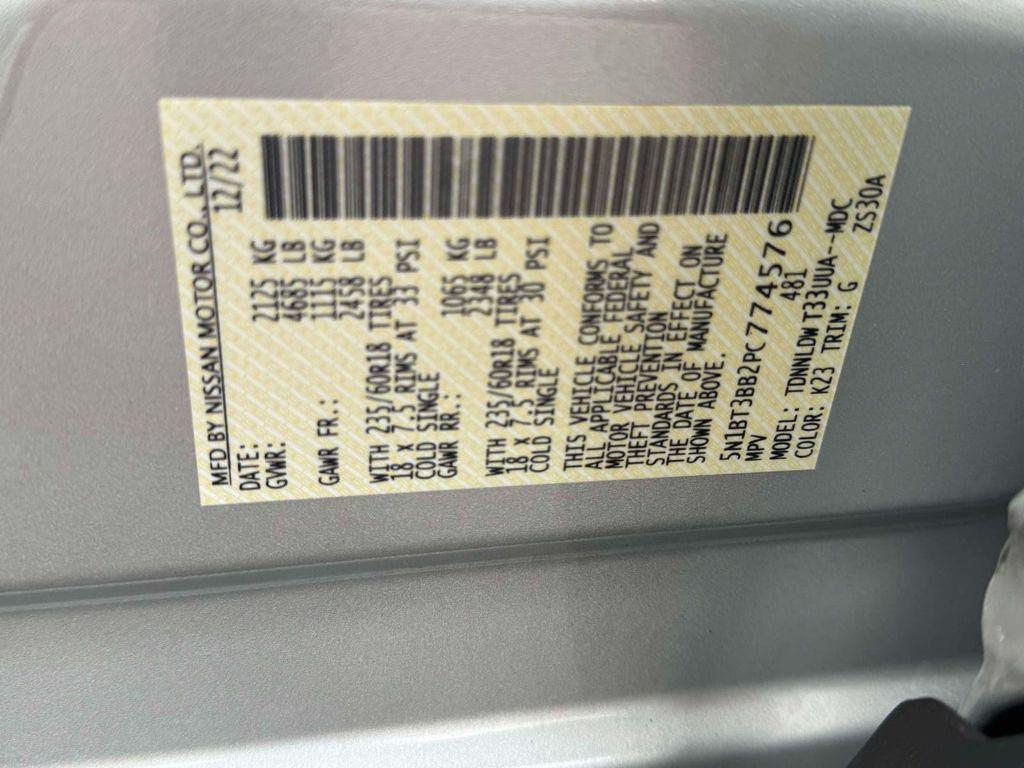 MFD BY NISSAN MOTOR CO., LTD.
DATE: 12/22
GVWR: 2125 KG
4685 LB
GAWR FR.: 1115 KG
2458 LB
WITH 235/60R18 TIRES
18 X 7.5 RIMS AT 33 PSI
COLD SINGLE
GAWR RR.: 1065 KG
2348 LB
WITH 235/60R18 TIRES
18 X 7.5 RIMS AT 30 PSI
COLD SINGLE
THIS VEHICLE CONFORMS TO
ALL APPLICABLE FEDERAL
MOTOR VEHICLE SAFETY AND
THEFT PREVENTION
STANDARDS IN EFFECT ON
THE DATE OF MANUFACTURE
SHOWN ABOVE.
5N1BT3BB2PC774576
MPV 481
MODEL: TDNNLDW T33UUA--MDC
COLOR: K23 TRIM: G ZS30A